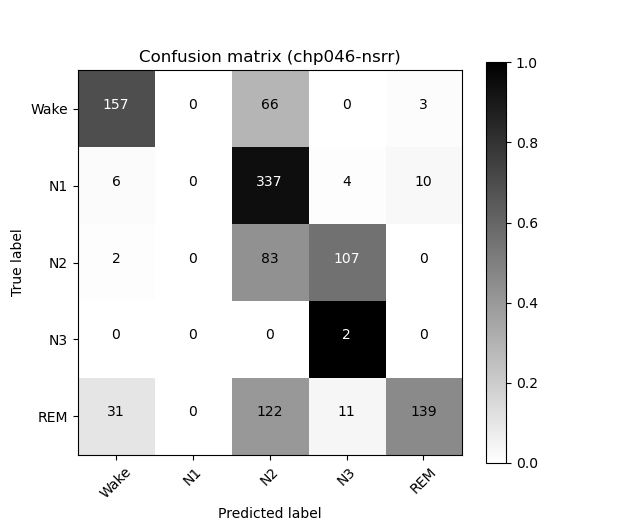 Confusion matrix (chp046-nsrr)
True label
Wake 157 0 66 0 3
N1 6 0 337 4 10
N2 2 0 83 107 0
N3 0 0 0 2 0
REM 31 0 122 11 139
Wake N1 N2 N3 REM
Predicted label
1.0
0.8
0.6
0.4
0.2
0.0